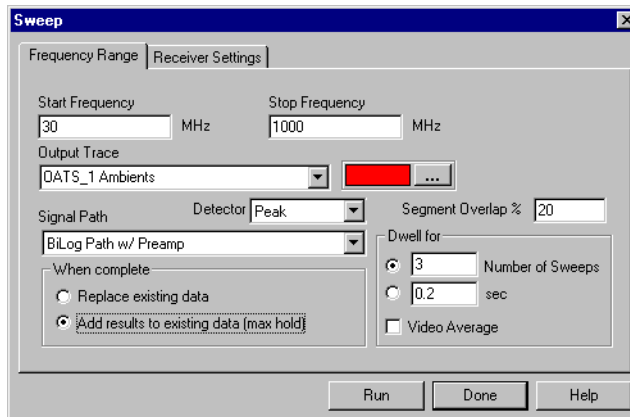 Sweep
Frequency Range Receiver Settings
Start Frequency Stop Frequency
30 MHz 1000 MHz
Output Trace
OATS_1 Ambients ...
Signal Path Detector Peak Segment Overlap % 20
BiLog Path w/ Preamp
Dwell for
When complete
3 Number of Sweeps
Replace existing data
0.2 sec
Add results to existing data (max hold)
Video Average
Run Done Help